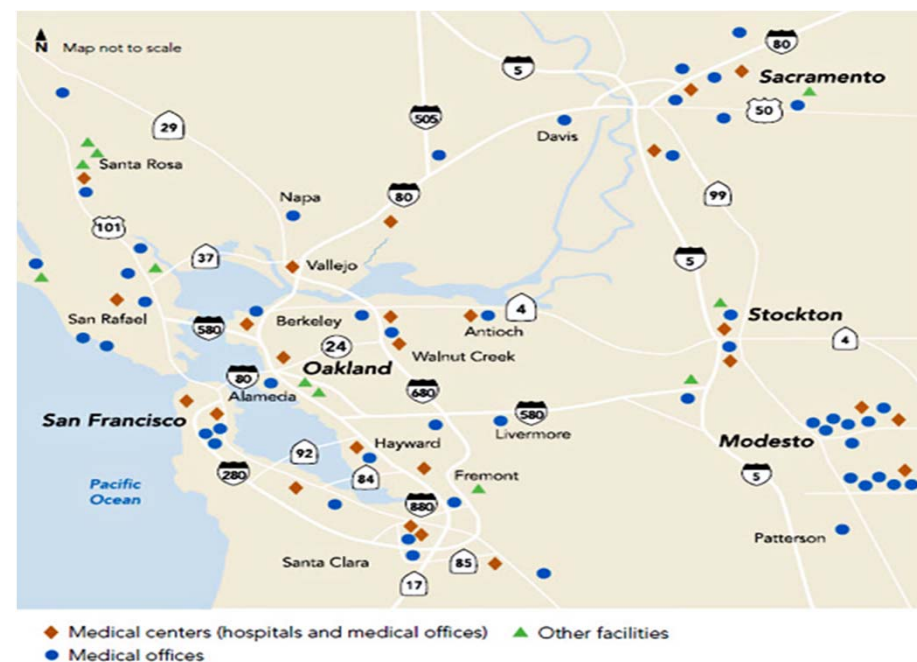 N
Map not to scale
80
5
Sacramento
50
29
505
Davis
Santa Rosa
99
Napa
80
101
37
5
Vallejo
4
Stockton
San Rafael
Berkeley
Antioch
580
24
4
Walnut Creek
Oakland
80
Alameda
680
San Francisco
580
Livermore
Modesto
Hayward
92
280
84
Fremont
5
Pacific
Ocean
880
Patterson
Santa Clara
85
17
Medical centers (hospitals and medical offices)
Other facilities
Medical offices